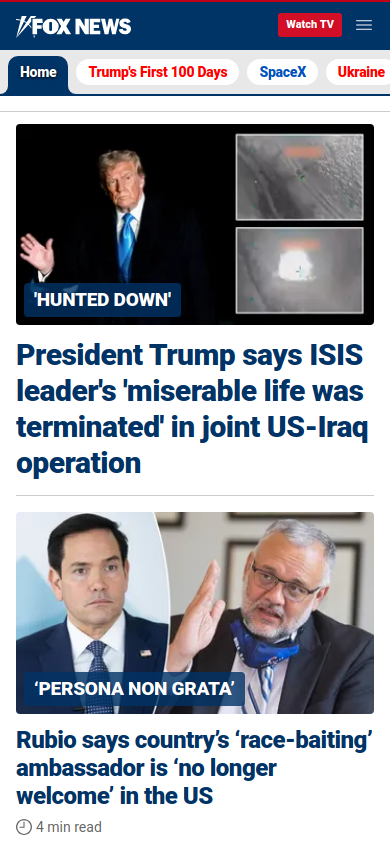 FOX NEWS
Watch TV
Home
Trump's First 100 Days
SpaceX
Ukraine
'HUNTED DOWN'
President Trump says ISIS
leader's 'miserable life was
terminated' in joint US-Iraq
operation
‘PERSONA NON GRATA’
Rubio says country’s ‘race-baiting’
ambassador is ‘no longer
welcome’ in the US
4 min read